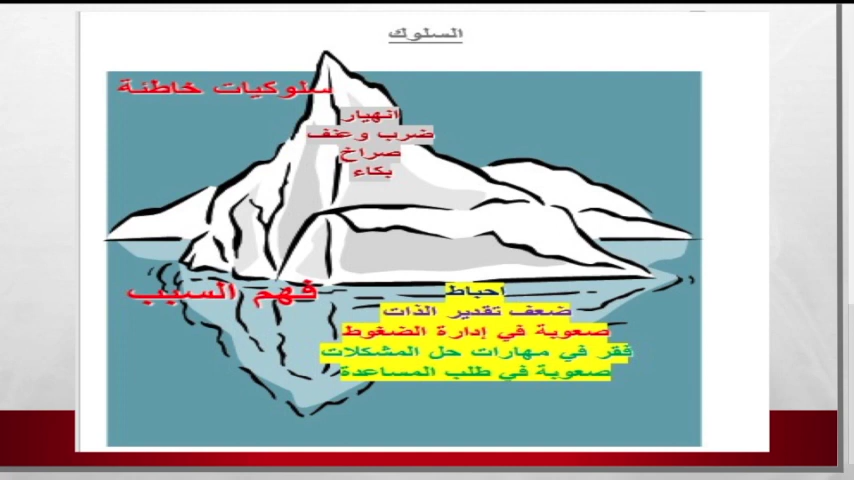 السلوك
سلوكيات خاطئة
انهيار
ضرب وعنف
صراخ
بكاء
فهم السبب
احباط
ضعف تقدير الذات
صعوبة في إدارة الضغوط
فقر في مهارات حل المشكلات
صعوبة في طلب المساعدة